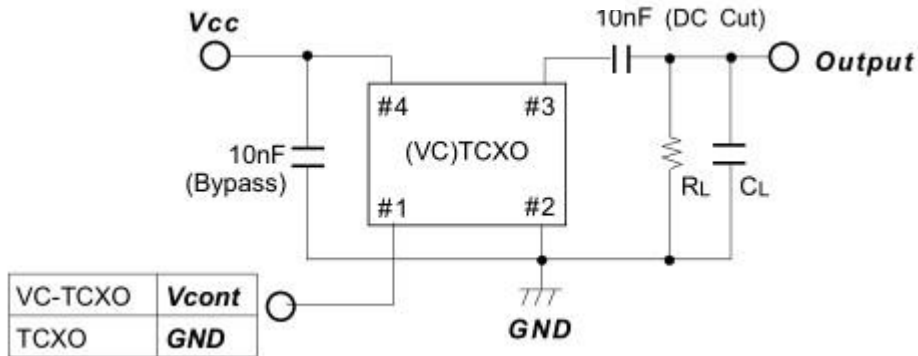 10nF (DC Cut)
Vcc
Output
#4 #3
(VC)TCXO
10nF
(Bypass)
RL CL
#1 #2
VC-TCXO Vcont
TCXO GND
GND